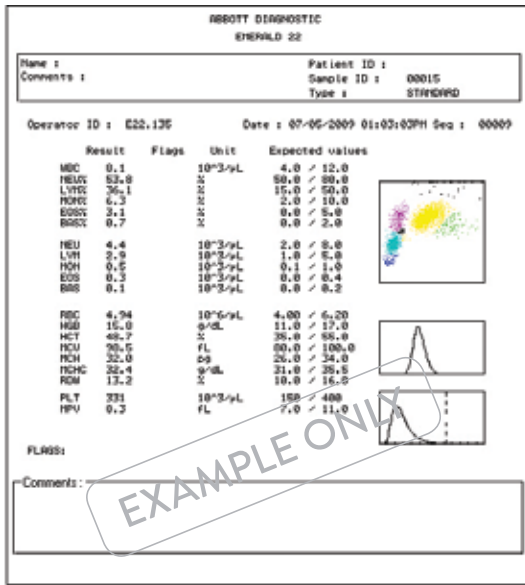 ABBOTT DIAGNOSTIC
EMERALD 22
Name : Patient ID :
Comments : Sample ID : 00015
Type : STANDARD
Operator ID : E22.135 Date : 07/05/2009 01:03:03PM Seq : 00009
Result Flags Unit Expected values
WBC 8.1 10^3/µL 4.0 / 12.0
NEU% 53.8 % 50.0 / 80.0
LYM% 36.1 % 15.0 / 50.0
MON% 6.3 % 2.0 / 10.0
EOS% 3.1 % 0.0 / 5.0
BAS% 0.7 % 0.0 / 2.0
NEU 4.4 10^3/µL 2.0 / 8.0
LYM 2.9 10^3/µL 1.0 / 5.0
MON 0.5 10^3/µL 0.1 / 1.0
EOS 0.3 10^3/µL 0.0 / 0.4
BAS 0.1 10^3/µL 0.0 / 0.2
RBC 4.94 10^6/µL 4.00 / 6.20
HGB 15.8 g/dL 11.0 / 17.0
HCT 48.7 % 35.0 / 55.0
MCV fL 80.0 / 100.0
MCH 32.0 pg 26.0 / 34.0
MCHC 32.4 g/dL 31.0 / 35.5
RDW 13.2 % 10.0 / 16.0
PLT 331 10^3/µL 150 / 400
MPV 8.3 fL 7.0 / 11.0
FLAGS:
Comments :
EXAMPLE ONLY